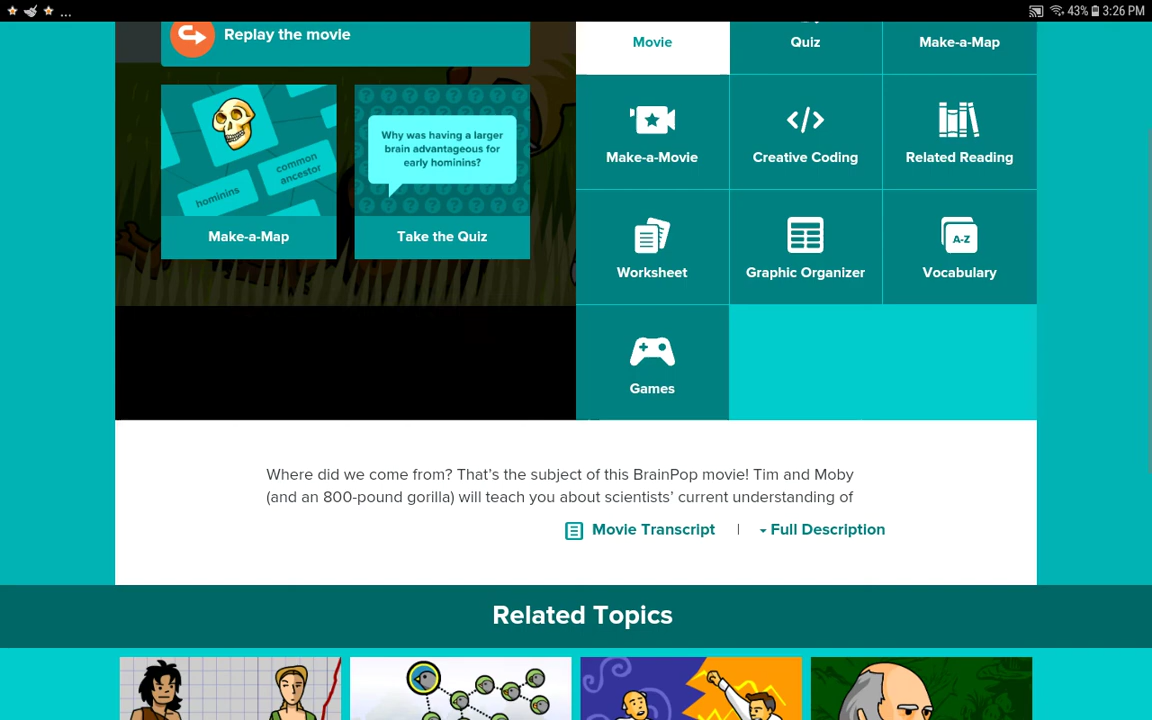 ...
43% 3:26 PM
Replay the movie
Movie
Quiz
Make-a-Map
hominins
common
ancestor
Why was having a larger
brain advantageous for
early hominins?
Make-a-Map
Take the Quiz
Make-a-Movie
</>
Creative Coding
Related Reading
Worksheet
Graphic Organizer
A-Z
Vocabulary
Games
Where did we come from? That's the subject of this BrainPop movie! Tim and Moby
(and an 800-pound gorilla) will teach you about scientists' current understanding of
Movie Transcript | Full Description
Related Topics